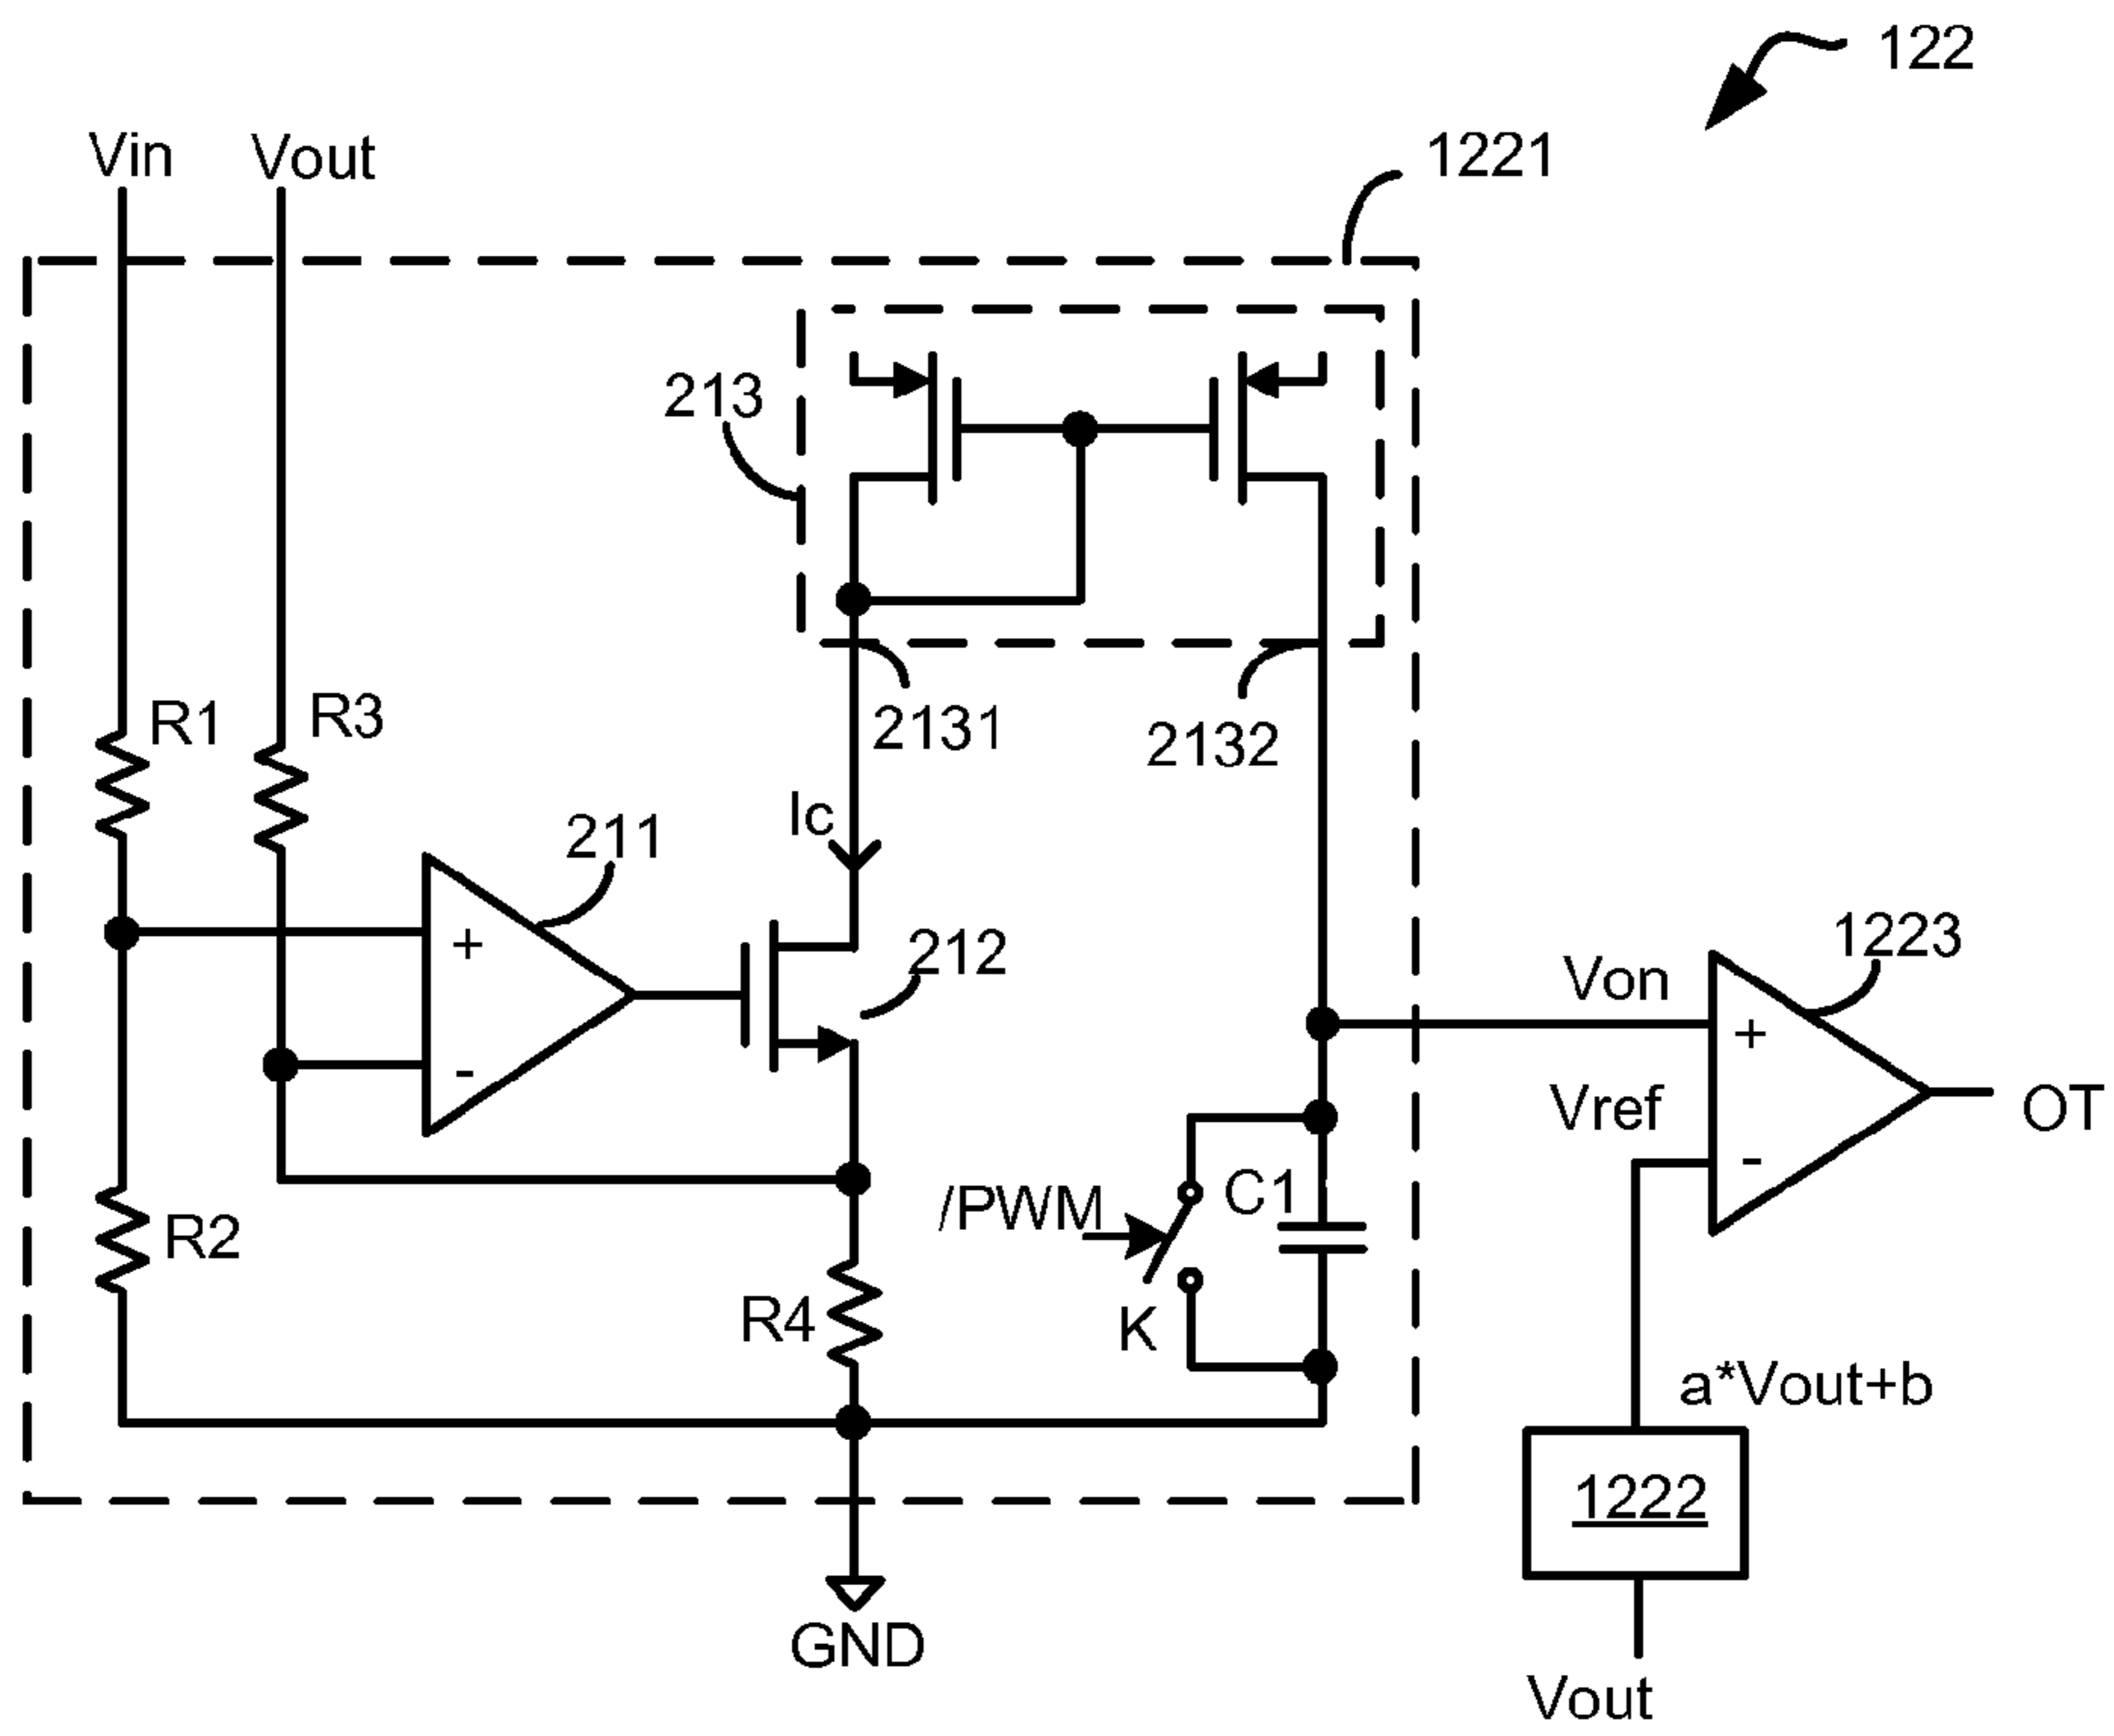 122
1221
Vin
Vout
213
R1
R3
2131
2132
Ic
211
+
-
212
1223
Von
+
Vref
-
OT
/PWM
C1
K
R2
R4
a*Vout+b
1222
GND
Vout